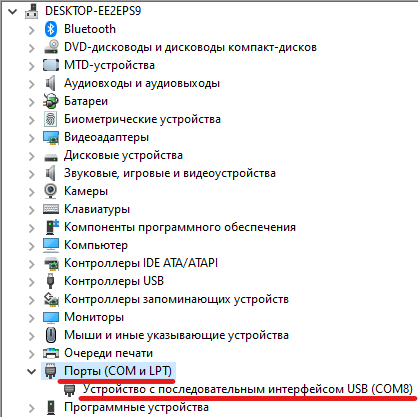 DESKTOP-EE2EPS9
Bluetooth
DVD-дисководы и дисководы компакт-дисков
MTD-устройства
Аудиовходы и аудиовыходы
Батареи
Биометрические устройства
Видеоадаптеры
Дисковые устройства
Звуковые, игровые и видеоустройства
Камеры
Клавиатуры
Компоненты программного обеспечения
Компьютер
Контроллеры IDE ATA/ATAPI
Контроллеры USB
Контроллеры запоминающих устройств
Мониторы
Мыши и иные указывающие устройства
Очереди печати
Порты (COM и LPT)
Устройство с последовательным интерфейсом USB (COM8)
Программные устройства